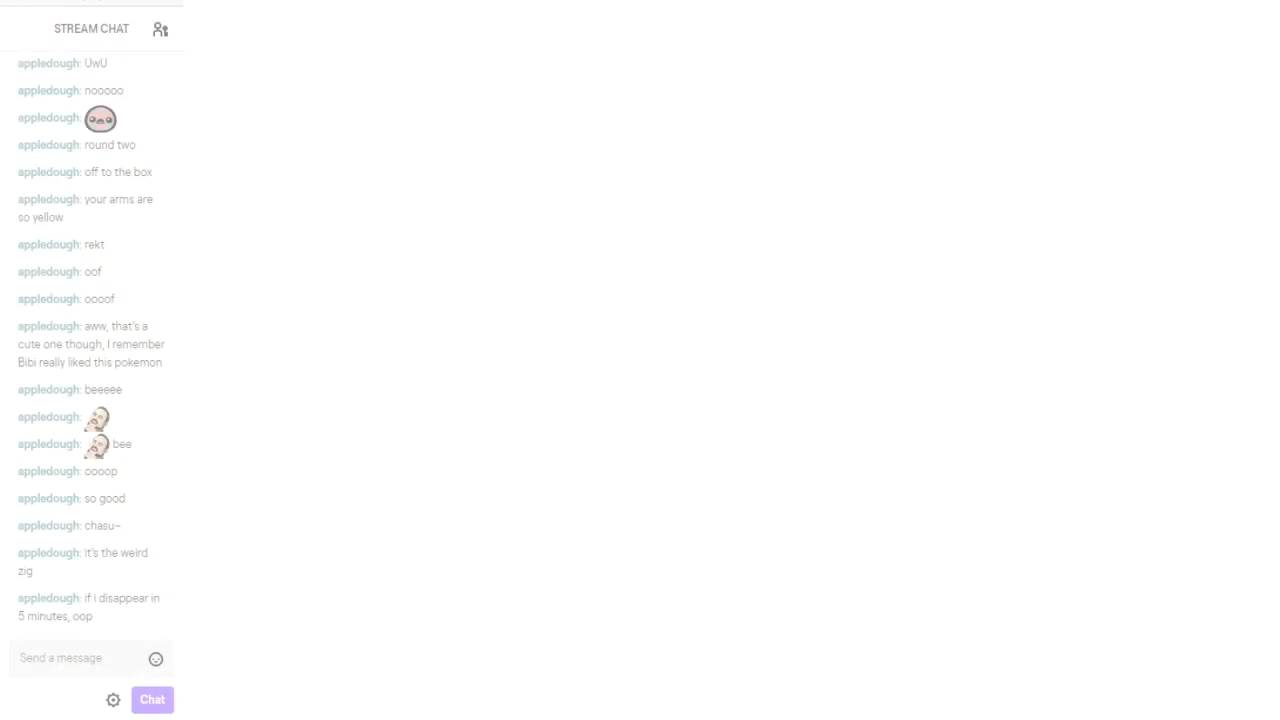 STREAM CHAT
appledough: UwU
appledough: nooooo
appledough:
appledough: round two
appledough: off to the box
appledough: your arms are
so yellow
appledough: rekt
appledough: oof
appledough: oooof
appledough: aww, that's a
cute one though, I remember
Bibi really liked this pokemon
appledough: beeeee
appledough:
appledough: bee
appledough: oooop
appledough: so good
appledough: chasu~
appledough: it's the weird
zig
appledough: if i disappear in
5 minutes, oop
Send a message
Chat